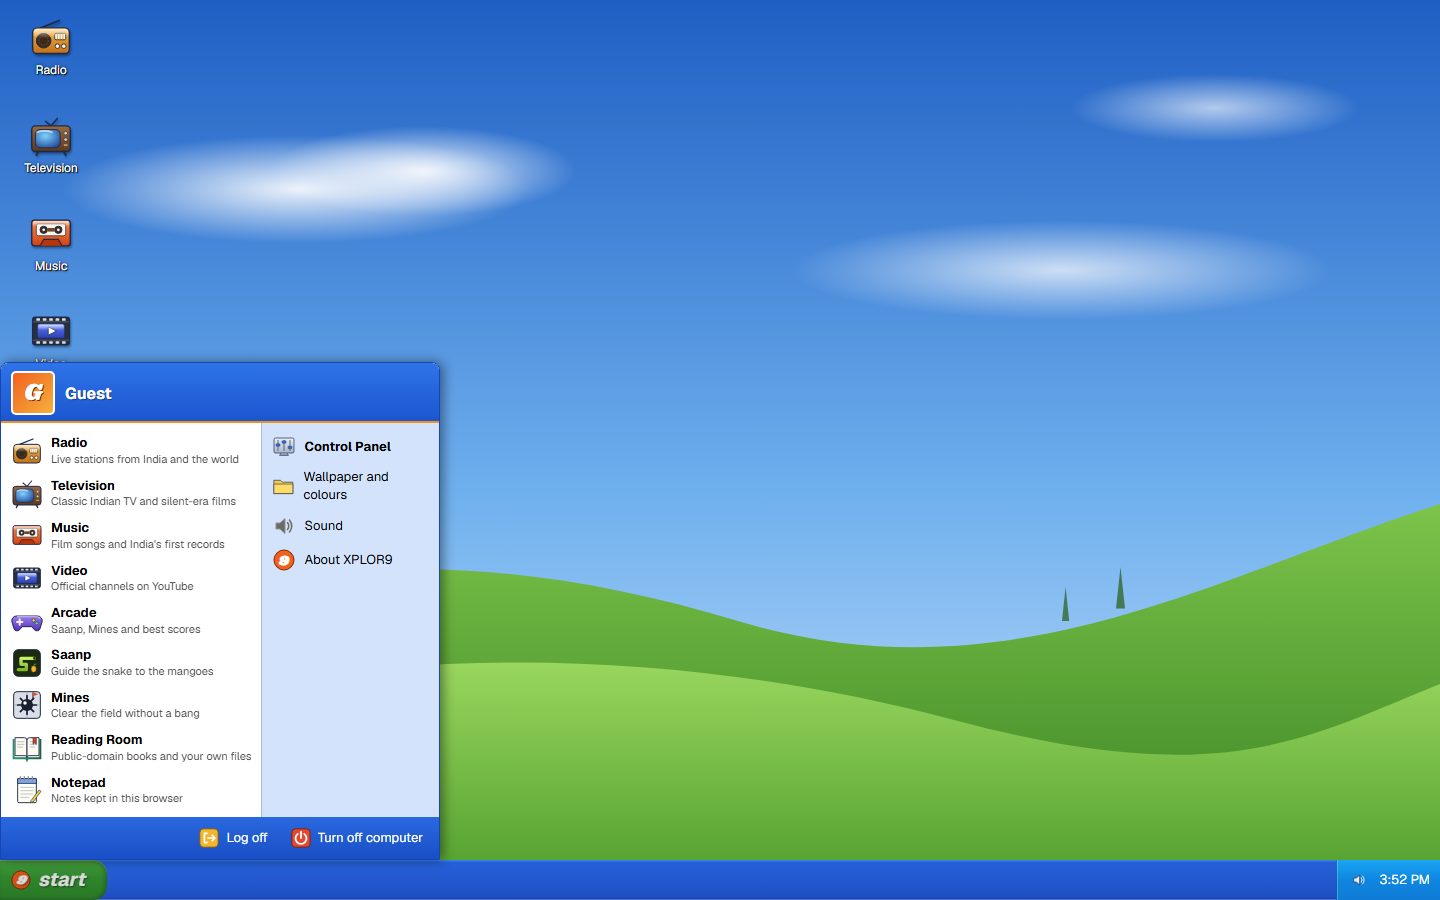 Radio
Television
Music
G
Guest
Radio
Live stations from India and the world
Television
Classic Indian TV and silent-era films
Music
Film songs and India's first records
Video
Official channels on YouTube
Arcade
Saanp, Mines and best scores
Saanp
Guide the snake to the mangoes
Mines
Clear the field without a bang
Reading Room
Public-domain books and your own files
Notepad
Notes kept in this browser
Control Panel
Wallpaper and
colours
Sound
9 About XPLOR9
Log off
Turn off computer
9 start
3:52 PM